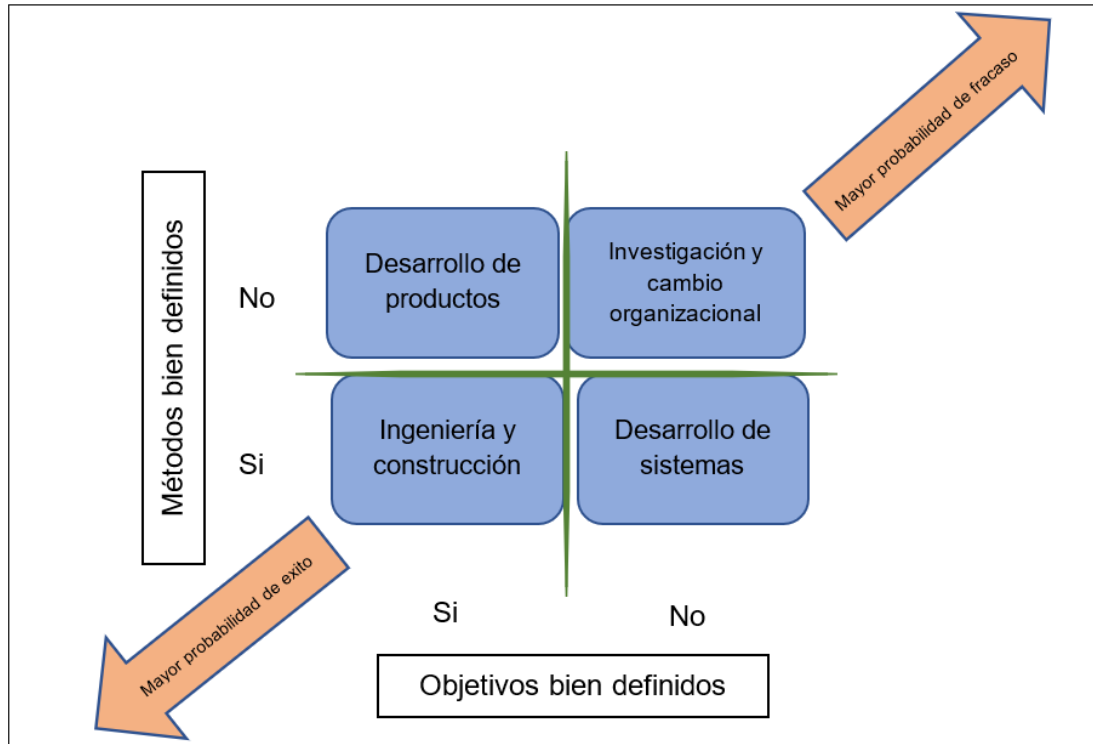 Mayor probabilidad de fracaso
Métodos bien definidos
No
Desarrollo de
productos
Investigación y
cambio
organizacional
Si
Ingeniería y
construcción
Desarrollo de
sistemas
Mayor probabilidad de exito
Si
No
Objetivos bien definidos